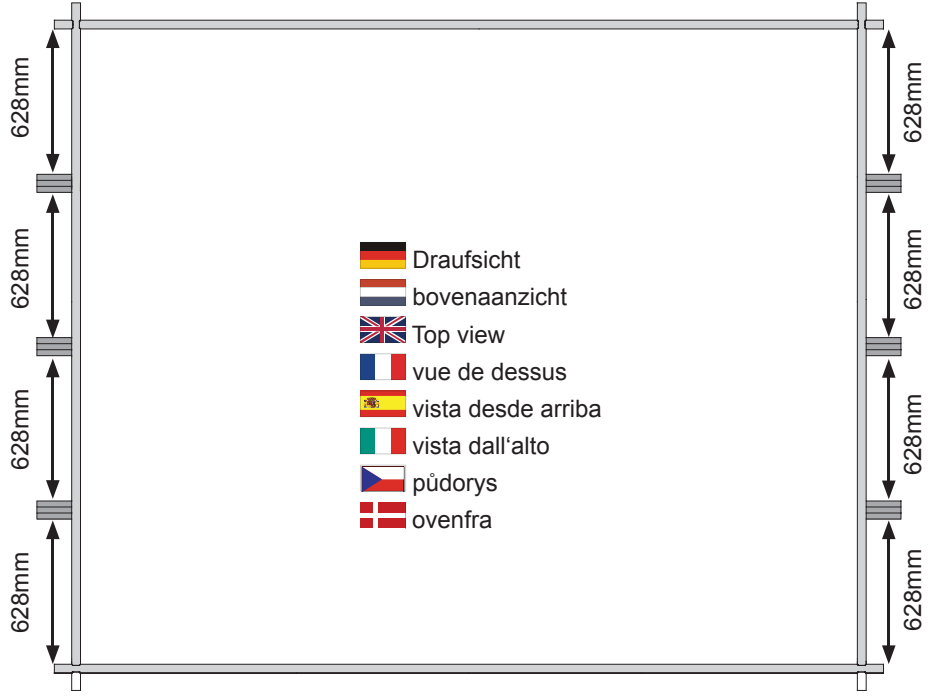 628mm
628mm
628mm
628mm
Draufsicht
bovenaanzicht
Top view
vue de dessus
vista desde arriba
vista dall‘alto
půdorys
ovenfra
628mm
628mm
628mm
628mm